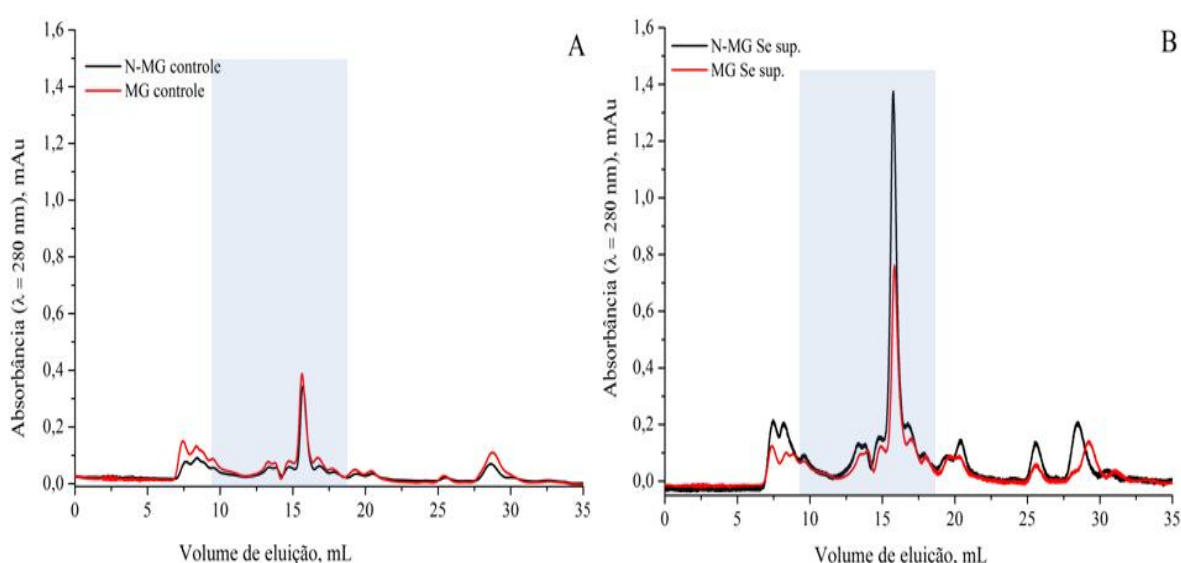 A
N-MG controle
MG controle
Absorbância (λ = 280 nm), mAu
1,6
1,4
1,2
1,0
0,8
0,6
0,4
0,2
0,0
0 5 10 15 20 25 30 35
Volume de eluição, mL
B
N-MG Se sup.
MG Se sup.
Absorbância (λ = 280 nm), mAu
1,6
1,4
1,2
1,0
0,8
0,6
0,4
0,2
0,0
0 5 10 15 20 25 30 35
Volume de eluição, mL